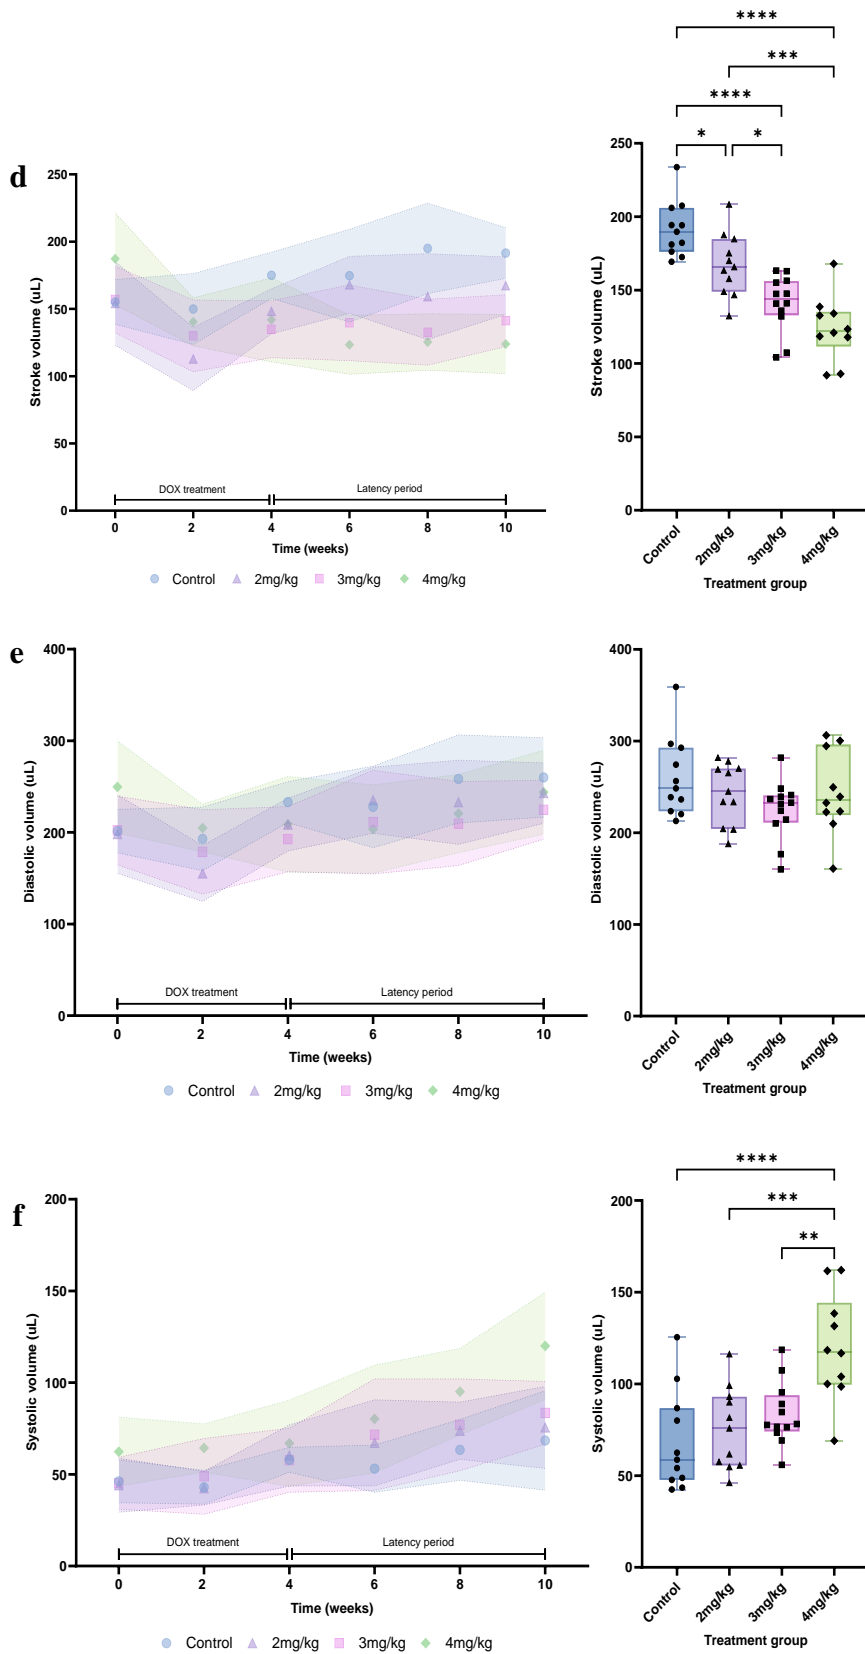 d
****
***
****
* *
Stroke volume (uL)
250
200
150
100
50
0
DOX treatment Latency period
0 2 4 6 8 10
Time (weeks)
Control 2mg/kg 3mg/kg 4mg/kg
Stroke volume (uL)
250
200
150
100
50
0
Control 2mg/kg 3mg/kg 4mg/kg
Treatment group
e
Diastolic volume (uL)
400
300
200
100
0
DOX treatment Latency period
0 2 4 6 8 10
Time (weeks)
Control 2mg/kg 3mg/kg 4mg/kg
Diastolic volume (uL)
400
300
200
100
0
Control 2mg/kg 3mg/kg 4mg/kg
Treatment group
f
Systolic volume (uL)
200
150
100
50
0
DOX treatment Latency period
0 2 4 6 8 10
Time (weeks)
Control 2mg/kg 3mg/kg 4mg/kg
****
***
**
Systolic volume (uL)
200
150
100
50
0
Control 2mg/kg 3mg/kg 4mg/kg
Treatment group